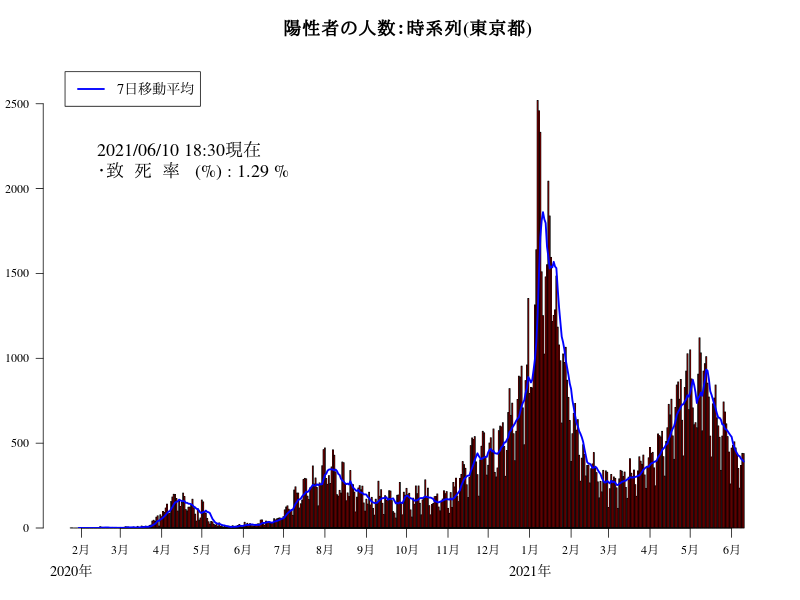 陽性者の人数:時系列(東京都)
7日移動平均
2021/06/10 18:30現在
・致 死 率 (%) : 1.29 %
2500
2000
1500
1000
500
0
2月 3月 4月 5月 6月 7月 8月 9月 10月 11月 12月 1月 2月 3月 4月 5月 6月
2020年 2021年